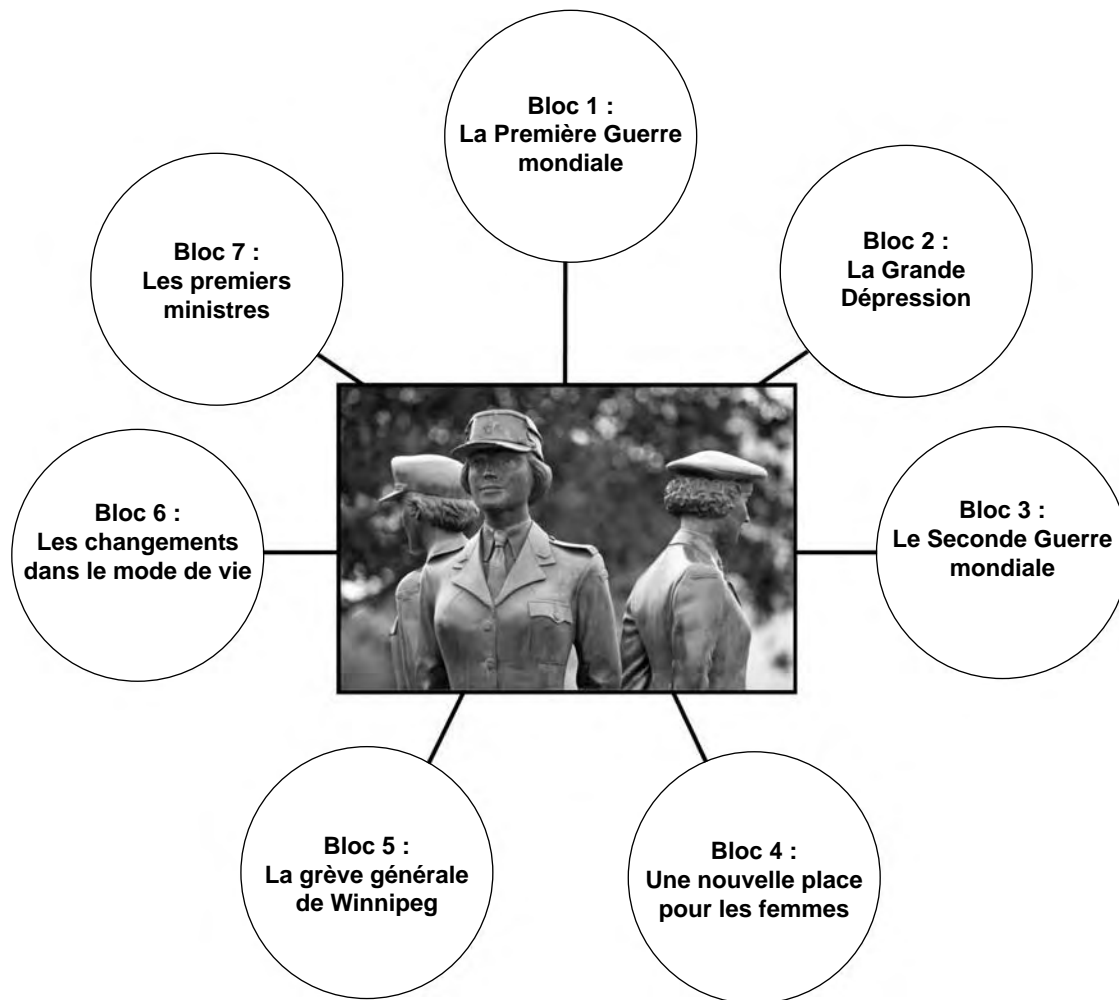 Bloc 1 :
La Première Guerre
mondiale
Bloc 2 :
La Grande
Dépression
Bloc 3 :
Le Seconde Guerre
mondiale
Bloc 4 :
Une nouvelle place
pour les femmes
Bloc 5 :
La grève générale
de Winnipeg
Bloc 6 :
Les changements
dans le mode de vie
Bloc 7 :
Les premiers
ministres